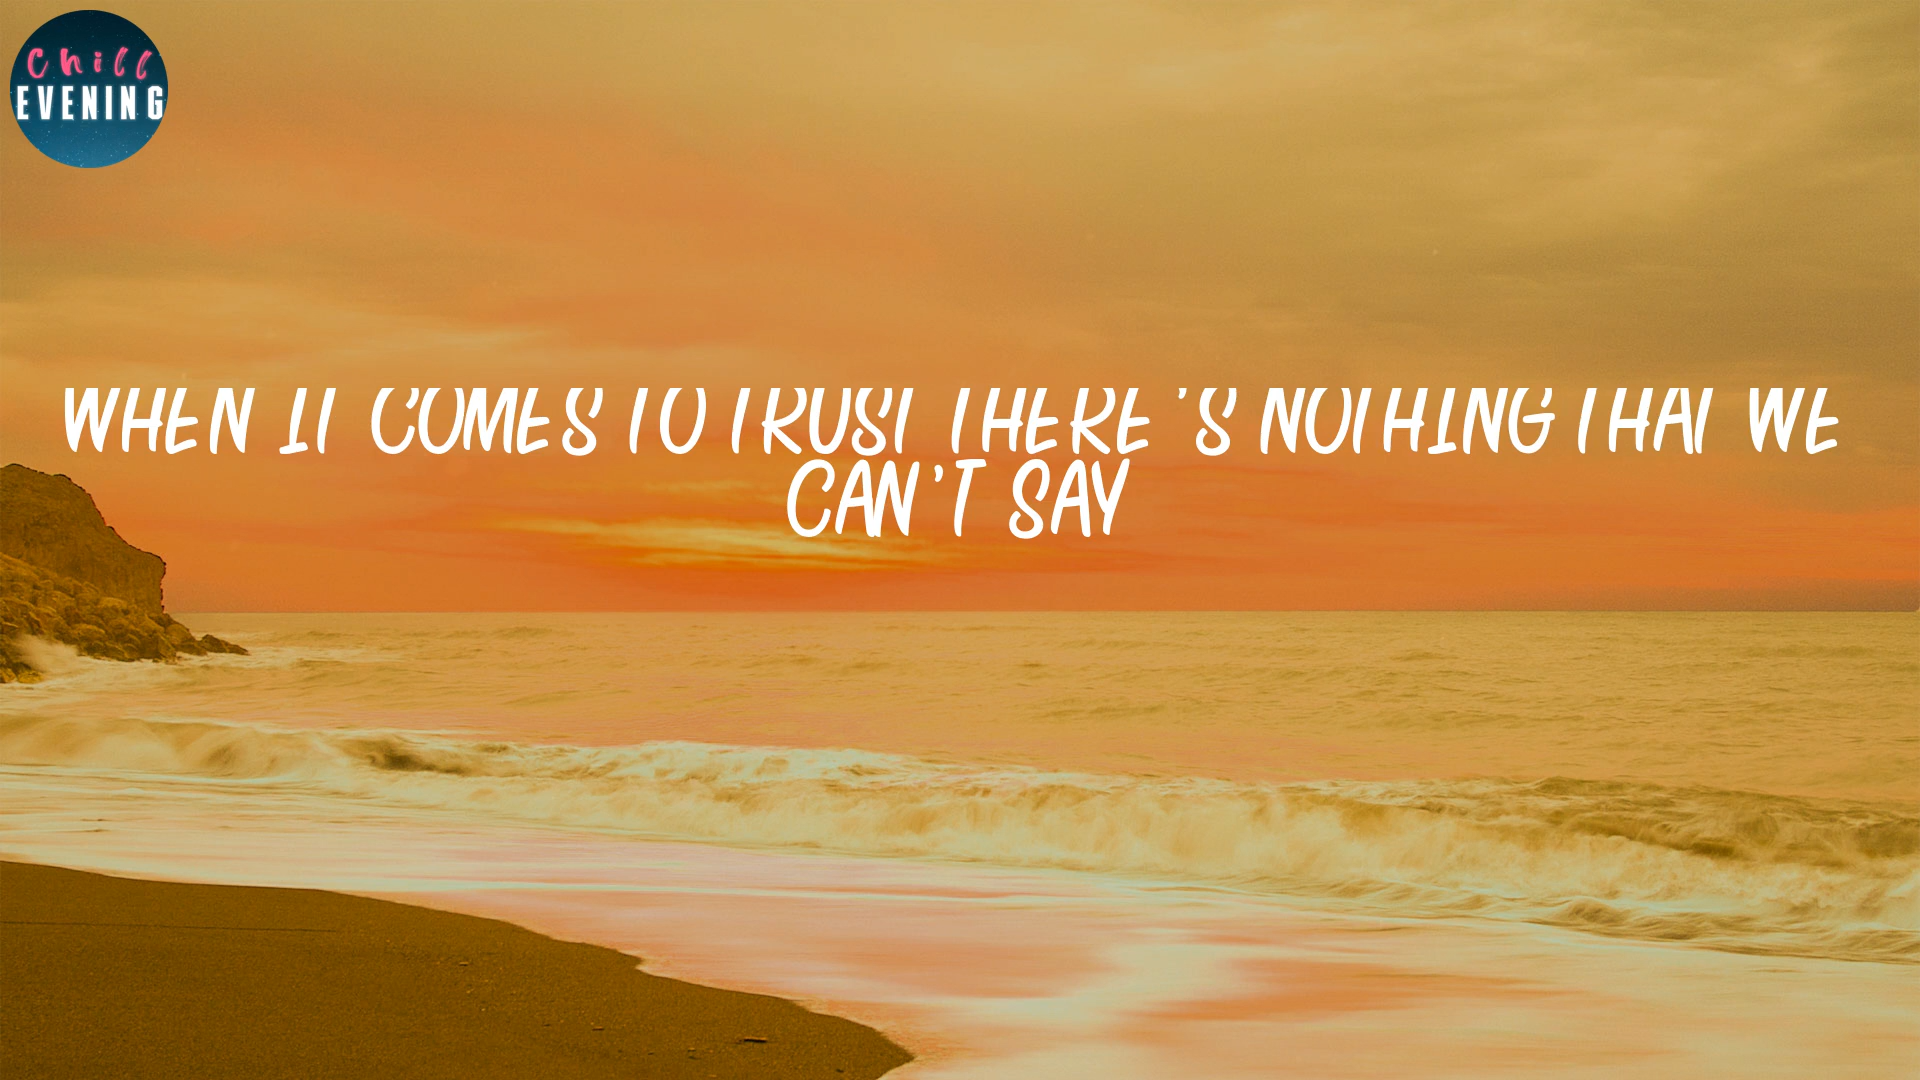 Chill
EVENING
WHEN IT COMES TO TRUST THERE'S NOTHING THAT WE
CAN'T SAY